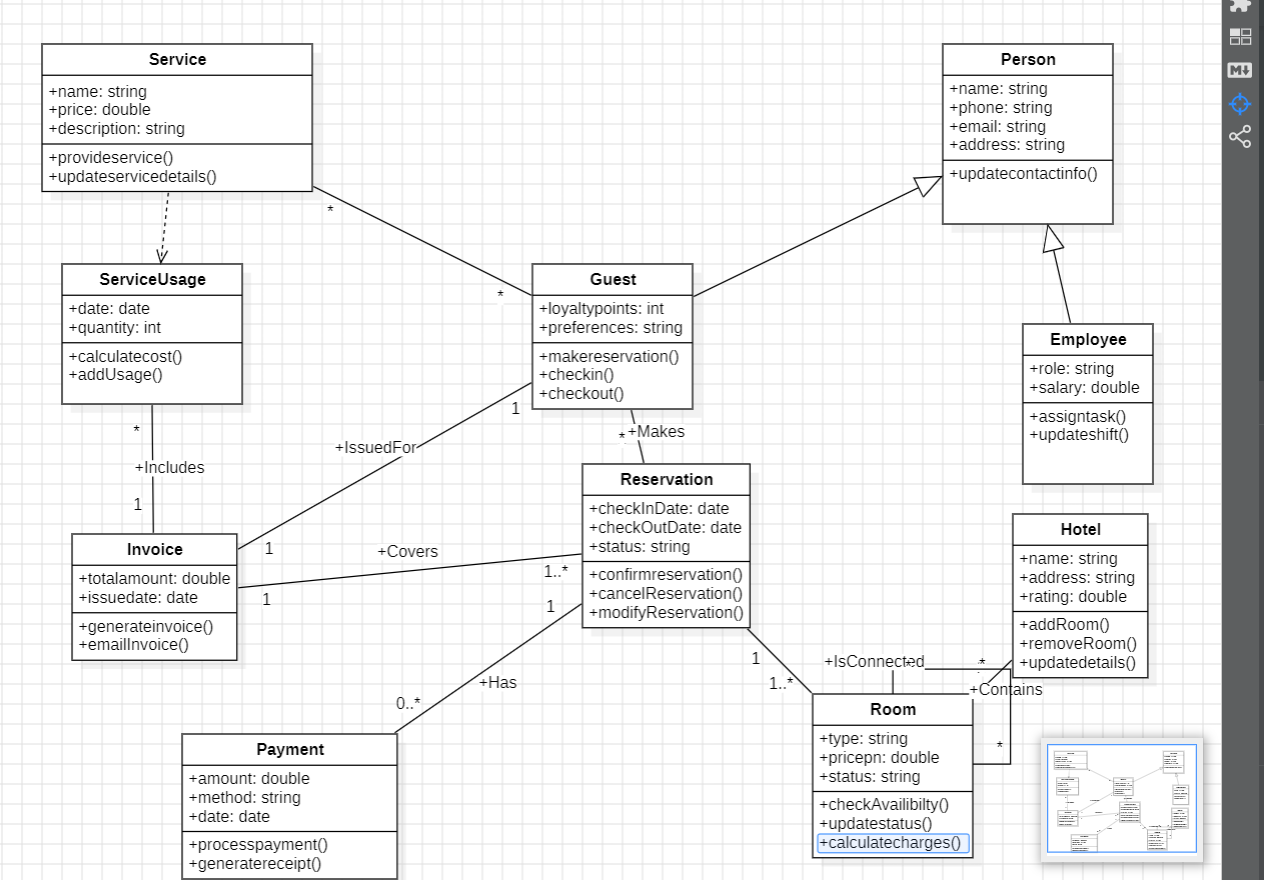 Service
+name: string
+price: double
+description: string
+provideservice()
+updateservicedetails()
Person
+name: string
+phone: string
+email: string
+address: string
+updatecontactinfo()
*
*
ServiceUsage
+date: date
+quantity: int
+calculatecost()
+addUsage()
Guest
+loyaltypoints: int
+preferences: string
+makereservation()
+checkin()
+checkout()
Employee
+role: string
+salary: double
+assigntask()
+updateshift()
*
+Includes
1
1
+IssuedFor
1
*
+Makes
Reservation
+checkInDate: date
+checkOutDate: date
+status: string
+confirmreservation()
+cancelReservation()
+modifyReservation()
Invoice
+totalamount: double
+issuedate: date
+generateinvoice()
+emailInvoice()
+Covers
1
1..*
Hotel
+name: string
+address: string
+rating: double
+addRoom()
+removeRoom()
+updatedetails()
1
+Has
0..*
1
1..*
+IsConnected
*
+Contains
*
Room
+type: string
+pricepn: double
+status: string
+checkAvailibilty()
+updatestatus()
+calculatecharges()
Payment
+amount: double
+method: string
+date: date
+processpayment()
+generatereceipt()
M